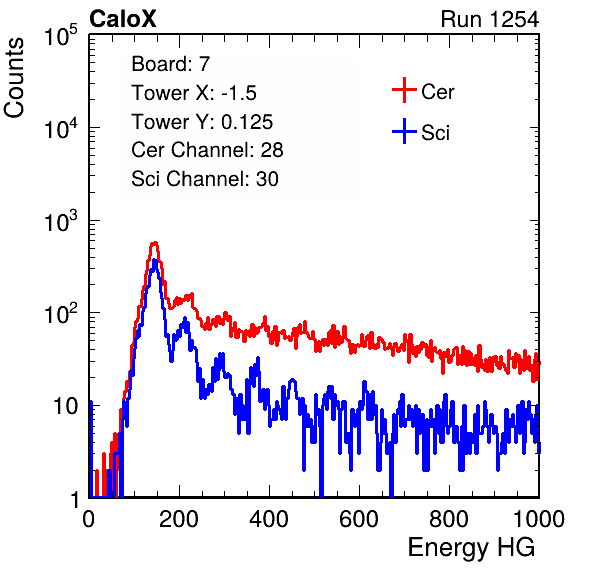 CaloX Run 1254
Counts
10^5
10^4
10^3
10^2
10
1
Board: 7
Tower X: -1.5
Tower Y: 0.125
Cer Channel: 28
Sci Channel: 30
Cer
Sci
0 200 400 600 800 1000
Energy HG